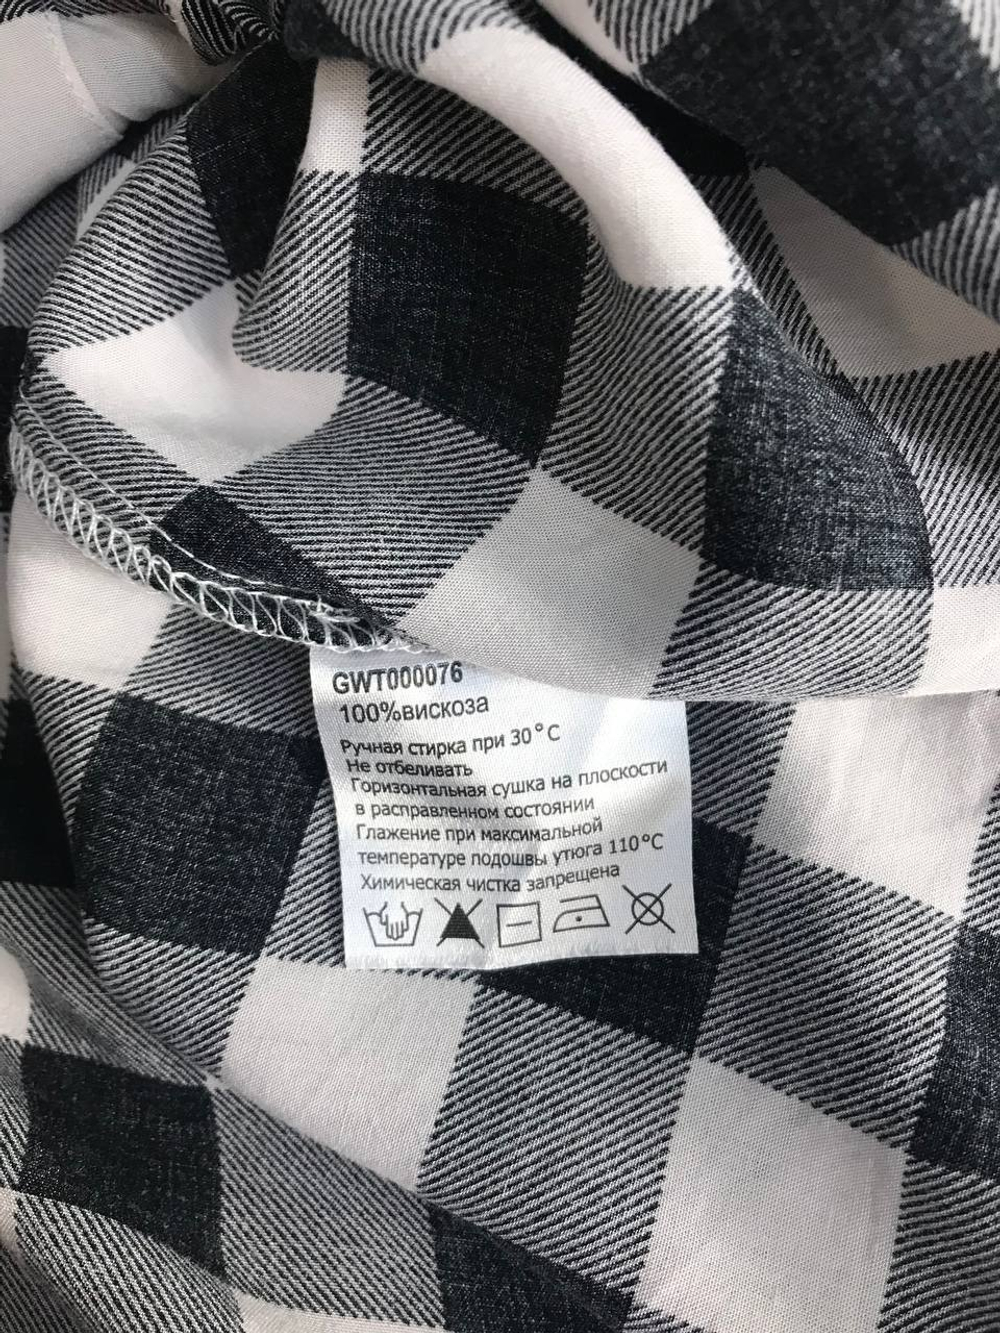 GWT000076
100%вискоза
Ручная стирка при 30°C
Не отбеливать
Горизонтальная сушка на плоскости
в расправленном состоянии
Глажение при максимальной
температуре подошвы утюга 110°C
Химическая чистка запрещена